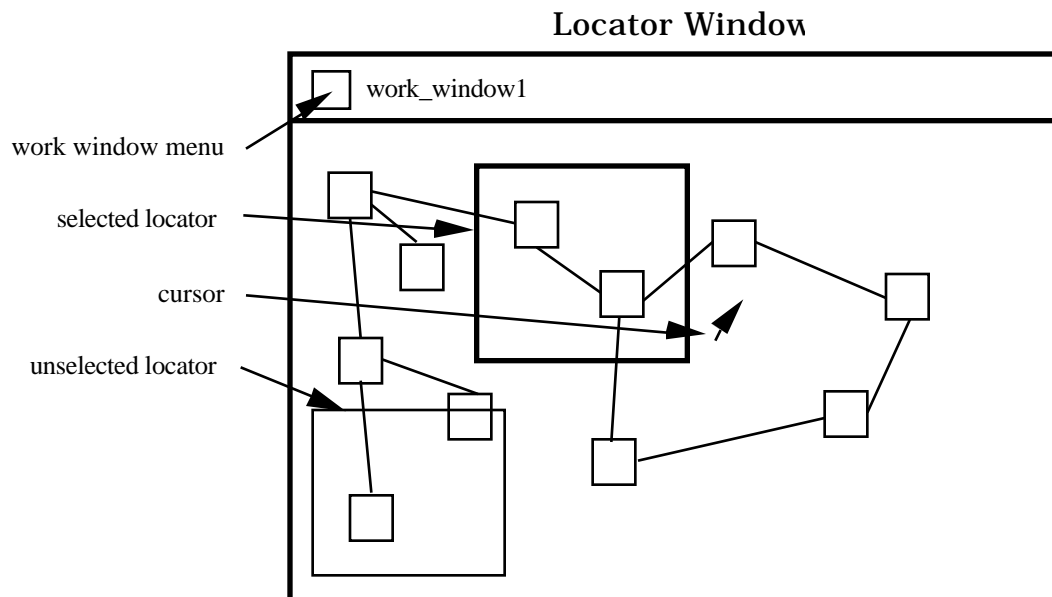 Locator Window
work_window1
work window menu
selected locator
cursor
unselected locator